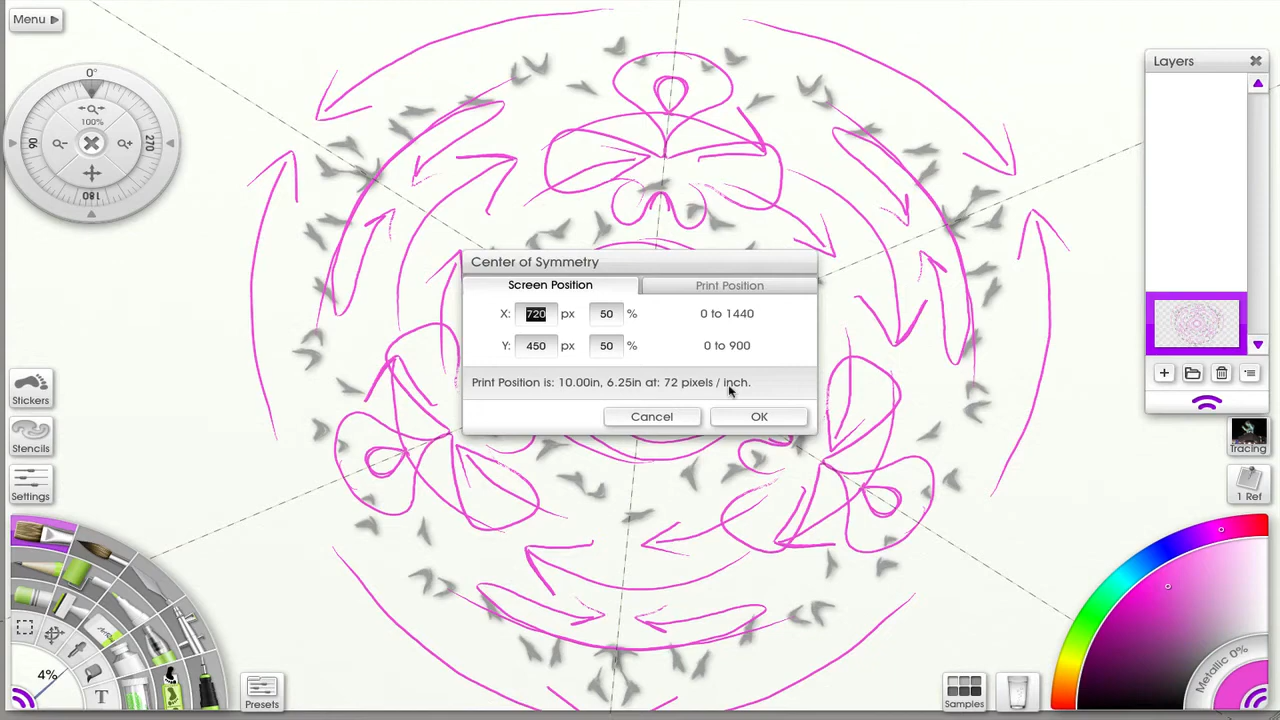 Menu
0°
100%
90
270
180
Layers
Center of Symmetry
Screen Position
Print Position
X: 720 px 50 % 0 to 1440
Y: 450 px 50 % 0 to 900
Print Position is: 10.00in, 6.25in at: 72 pixels / inch.
Cancel
OK
Stickers
Stencils
Settings
Tracing
1 Ref
4%
T
Presets
Samples
Metallic 0%